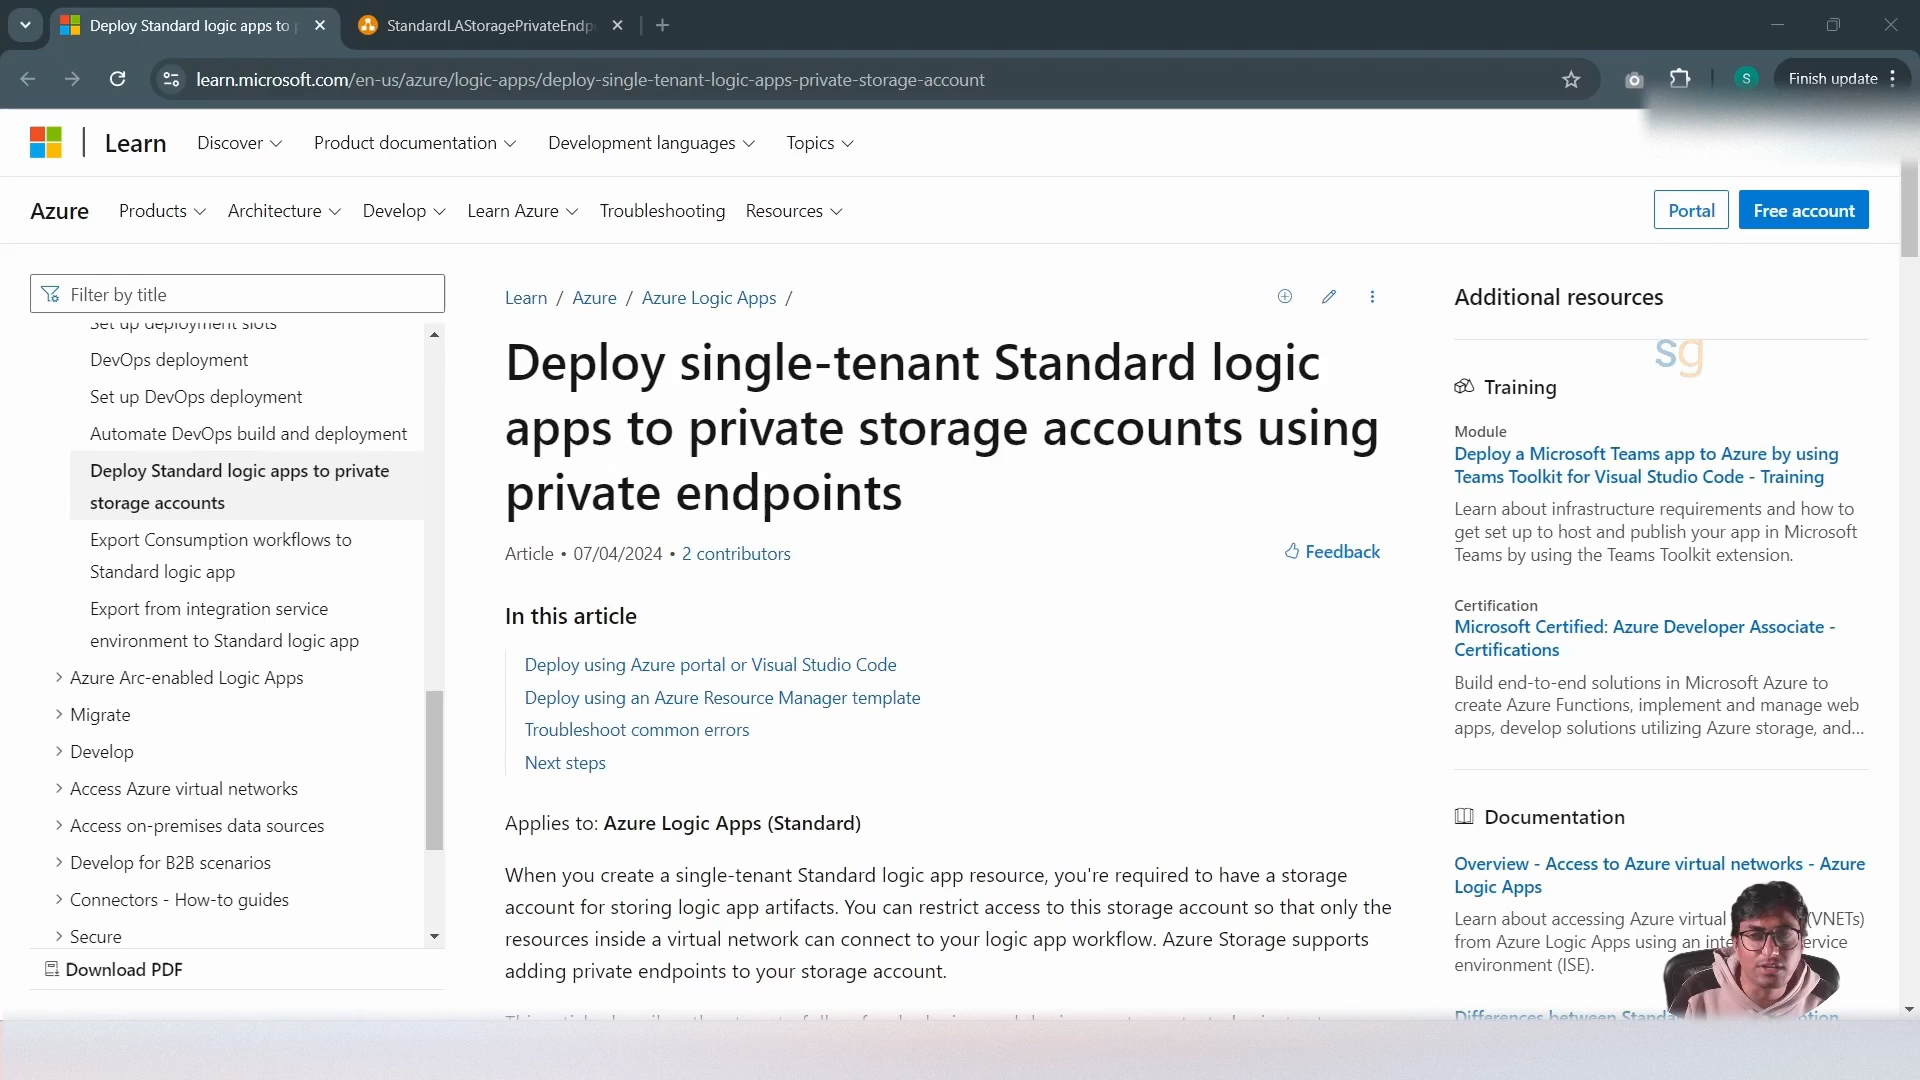 Deploy Standard logic apps to p
StandardLAStoragePrivateEndp
learn.microsoft.com/en-us/azure/logic-apps/deploy-single-tenant-logic-apps-private-storage-account
S
Finish update
Learn
Discover
Product documentation
Development languages
Topics
Azure
Products
Architecture
Develop
Learn Azure
Troubleshooting
Resources
Portal
Free account
Filter by title
Set up deployment slots
DevOps deployment
Set up DevOps deployment
Automate DevOps build and deployment
Deploy Standard logic apps to private
storage accounts
Export Consumption workflows to
Standard logic app
Export from integration service
environment to Standard logic app
Azure Arc-enabled Logic Apps
Migrate
Develop
Access Azure virtual networks
Access on-premises data sources
Develop for B2B scenarios
Connectors - How-to guides
Secure
Download PDF
Learn / Azure / Azure Logic Apps /
Deploy single-tenant Standard logic
apps to private storage accounts using
private endpoints
Article • 07/04/2024 • 2 contributors
Feedback
In this article
Deploy using Azure portal or Visual Studio Code
Deploy using an Azure Resource Manager template
Troubleshoot common errors
Next steps
Applies to: Azure Logic Apps (Standard)
When you create a single-tenant Standard logic app resource, you're required to have a storage
account for storing logic app artifacts. You can restrict access to this storage account so that only the
resources inside a virtual network can connect to your logic app workflow. Azure Storage supports
adding private endpoints to your storage account.
Additional resources
sg
Training
Module
Deploy a Microsoft Teams app to Azure by using
Teams Toolkit for Visual Studio Code - Training
Learn about infrastructure requirements and how to
get set up to host and publish your app in Microsoft
Teams by using the Teams Toolkit extension.
Certification
Microsoft Certified: Azure Developer Associate -
Certifications
Build end-to-end solutions in Microsoft Azure to
create Azure Functions, implement and manage web
apps, develop solutions utilizing Azure storage, and...
Documentation
Overview - Access to Azure virtual networks - Azure
Logic Apps
Learn about accessing Azure virtual (VNETs)
from Azure Logic Apps using an
environment (ISE).
Differences between